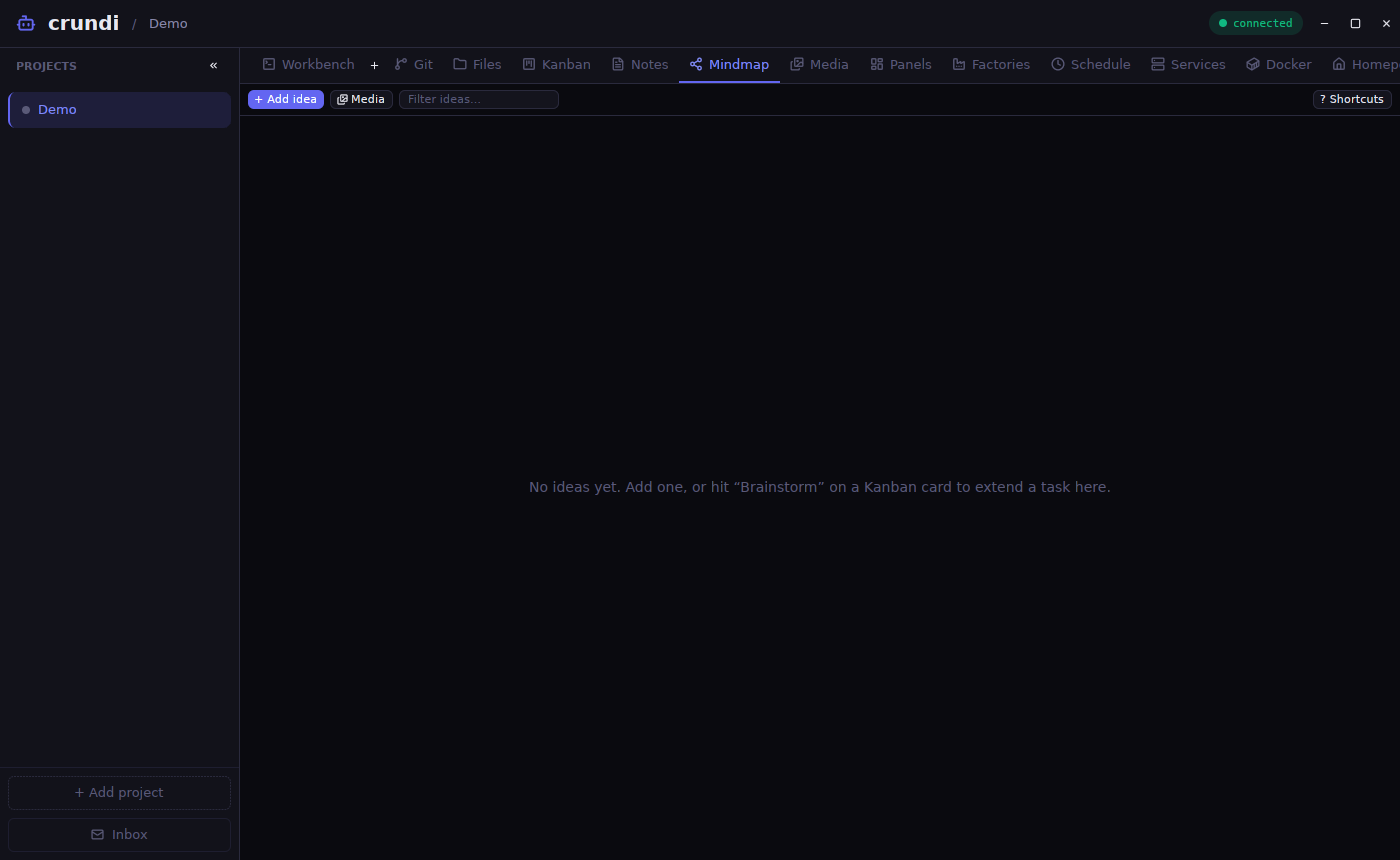 crundi / Demo
connected
PROJECTS «
Workbench + Git Files Kanban Notes Mindmap Media Panels Factories Schedule Services Docker Homep
+ Add idea Media Filter ideas... ? Shortcuts
Demo
No ideas yet. Add one, or hit “Brainstorm” on a Kanban card to extend a task here.
+ Add project
Inbox